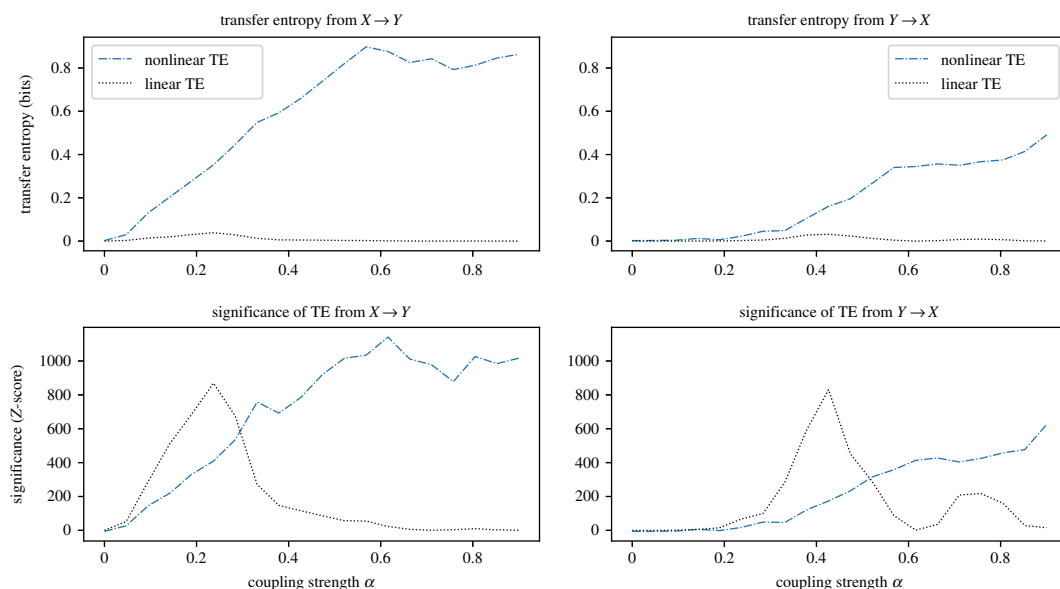 transfer entropy from X → Y
transfer entropy (bits)
0.8
0.6
0.4
0.2
0
nonlinear TE
linear TE
0 0.2 0.4 0.6 0.8
transfer entropy from Y → X
0.8
0.6
0.4
0.2
0
nonlinear TE
linear TE
0 0.2 0.4 0.6 0.8
significance of TE from X → Y
significance (Z-score)
1000
800
600
400
200
0
0 0.2 0.4 0.6 0.8
coupling strength α
significance of TE from Y → X
1000
800
600
400
200
0
0 0.2 0.4 0.6 0.8
coupling strength α